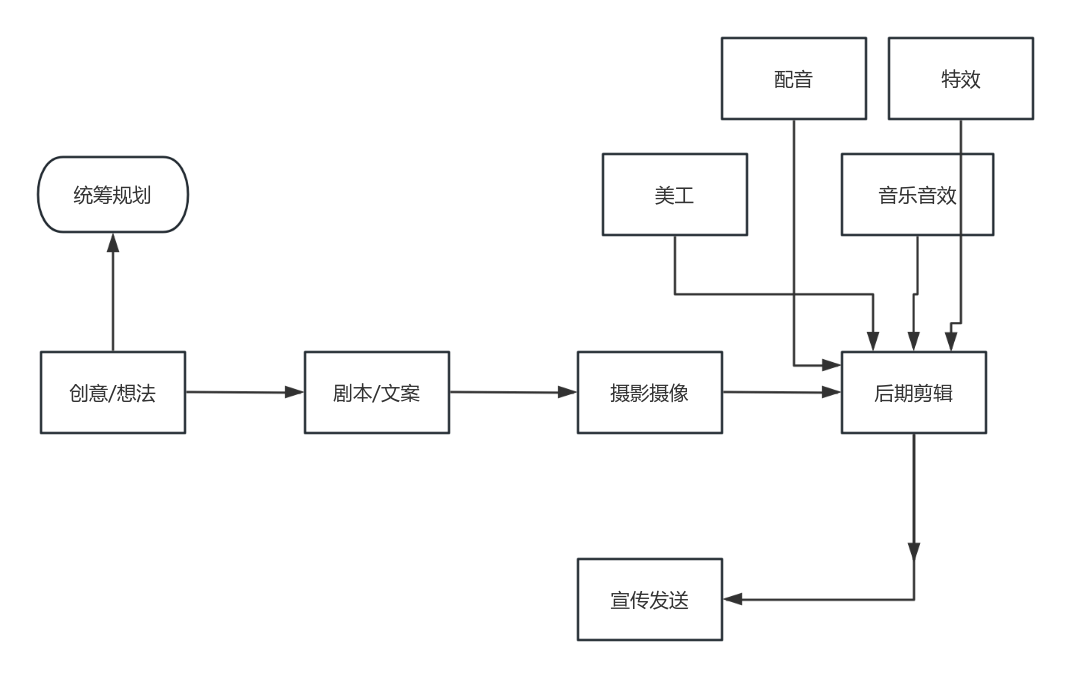 配音
特效
统筹规划
美工
音乐音效
创意/想法
剧本/文案
摄影摄像
后期剪辑
宣传发送